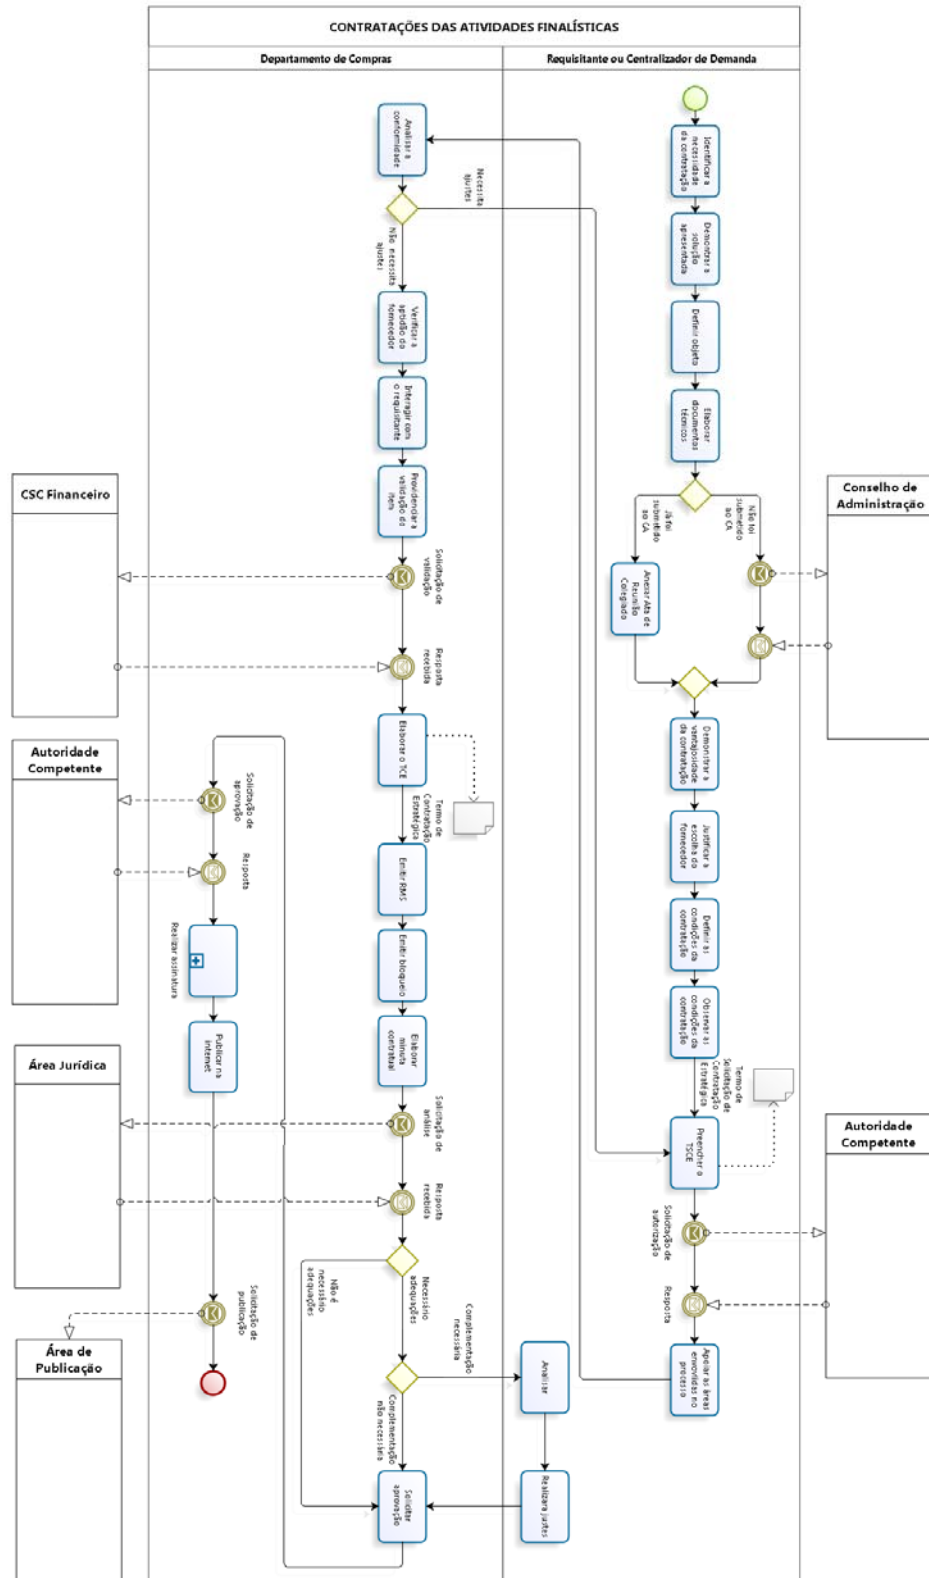 CONTRATAÇÕES DAS ATIVIDADES FINALÍSTICAS
Departamento de Compras
Requisitante ou Centralizador de Demanda
Identificar a
necessidade
da contratação
Demontrar a
solução
apresentada
Definir objeto
Elaborar
documentos
técnicos
Não foi
submetido
ao CA
Já foi
submetido
ao CA
Anexar Ata de
Reunião
Colegiado
Conselho de
Administração
Demonstrar a
vantajosidade
da contratação
Justificar a
escolha do
fornecedor
Definir as
condições da
contratação
Observar as
condições da
contratação
Termo de
Solicitação de
Contratação
Estratégica
Preencher o
TSCE
Solicitação de
autorização
Resposta
Autoridade
Competente
Apoiar as áreas
envolvidas no
processo
Analisar a
conformidade
Necessita
ajustes
Não necessita
ajustes
Verificar a
aptidão do
fornecedor
Interagir com
o requisitante
Providenciar a
validação do
item
Solicitação de
validação
Resposta
recebida
CSC Financeiro
Elaborar o TCE
Termo de
Contratação
Estratégica
Emitir RMS
Emitir bloqueio
Elaborar
minuta
contratual
Solicitação de
análise
Resposta
recebida
Área Jurídica
Necessário
adequações
Não é
necessário
adequações
Complementação
necessária
Complementação
não necessária
Analisar
Realizara justes
Solicitar
aprovação
Solicitação de
aprovação
Resposta
Autoridade
Competente
Realizar assinatura
Publicar na
internet
Solicitação de
publicação
Área de
Publicação